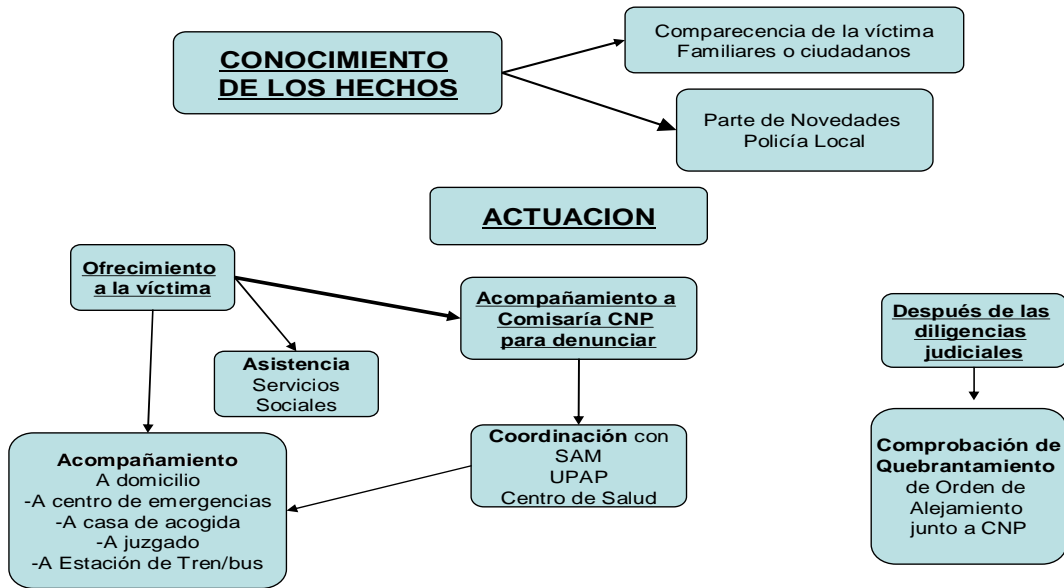 CONOCIMIENTO
DE LOS HECHOS
Comparecencia de la víctima
Familiares o ciudadanos
Parte de Novedades
Policía Local
ACTUACION
Ofrecimiento
a la víctima
Asistencia
Servicios
Sociales
Acompañamiento a
Comisaría CNP
para denunciar
Después de las
diligencias
judiciales
Acompañamiento
A domicilio
-A centro de emergencias
-A casa de acogida
-A juzgado
-A Estación de Tren/bus
Coordinación con
SAM
UPAP
Centro de Salud
Comprobación de
Quebrantamiento
de Orden de
Alejamiento
junto a CNP